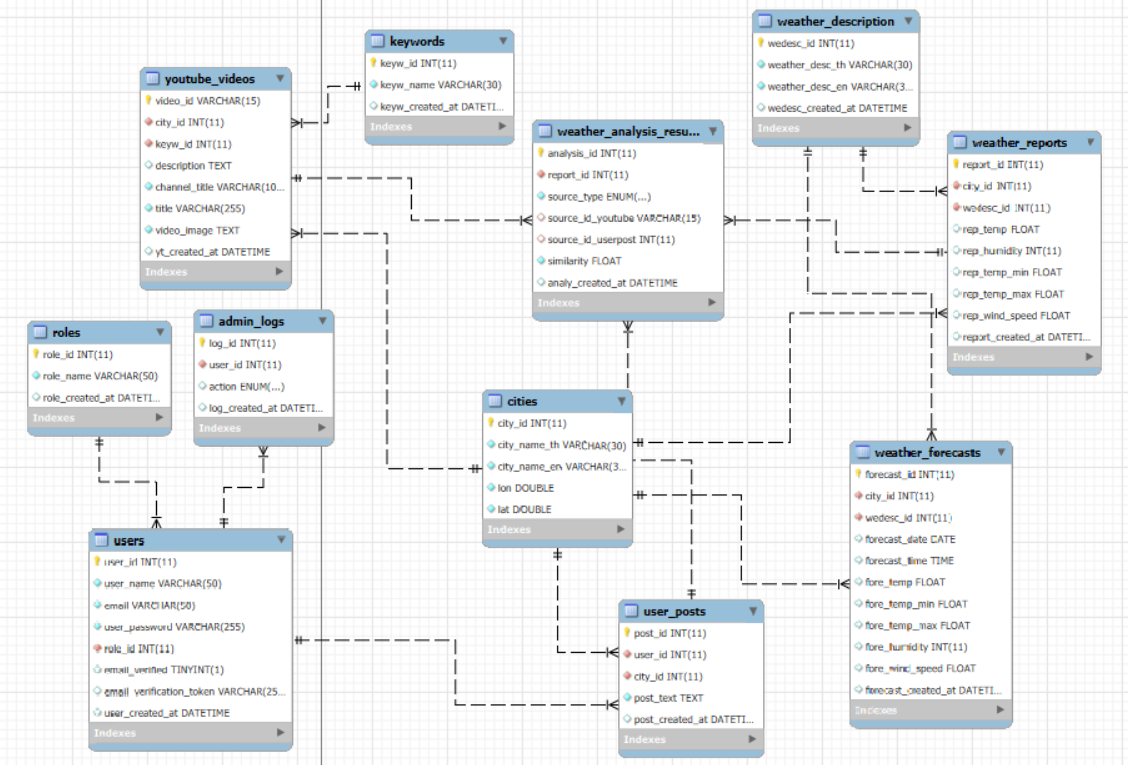 keywords
keyw_id INT(11)
keyw_name VARCHAR(30)
keyw_created_at DATETI...
Indexes
youtube_videos
video_id VARCHAR(15)
city_id INT(11)
keyw_id INT(11)
description TEXT
channel_title VARCHAR(10...
title VARCHAR(255)
video_image TEXT
yt_created_at DATETIME
Indexes
weather_description
wedesc_id INT(11)
weather_desc_th VARCHAR(30)
weather_desc_en VARCHAR(3...
wedesc_created_at DATETIME
Indexes
weather_analysis_resu...
analysis_id INT(11)
report_id INT(11)
source_type ENUM(...)
source_id_youtube VARCHAR(15)
source_id_userpost INT(11)
similarity FLOAT
analy_created_at DATETIME
Indexes
weather_reports
report_id INT(11)
city_id INT(11)
wedesc_id INT(11)
rep_temp FLOAT
rep_humidity INT(11)
rep_temp_min FLOAT
rep_temp_max FLOAT
rep_wind_speed FLOAT
report_created_at DATETI...
Indexes
roles
role_id INT(11)
role_name VARCHAR(50)
role_created_at DATETI...
Indexes
admin_logs
log_id INT(11)
user_id INT(11)
action ENUM(...)
log_created_at DATETI...
Indexes
cities
city_id INT(11)
city_name_th VARCHAR(30)
city_name_en VARCHAR(3...
lon DOUBLE
lat DOUBLE
Indexes
weather_forecasts
forecast_id INT(11)
city_id INT(11)
wedesc_id INT(11)
forecast_date DATE
forecast_time TIME
fore_temp FLOAT
fore_temp_min FLOAT
fore_temp_max FLOAT
fore_humidity INT(11)
fore_wind_speed FLOAT
forecast_created_at DATETI...
Indexes
users
user_id INT(11)
user_name VARCHAR(50)
email VARCHAR(50)
user_password VARCHAR(255)
role_id INT(11)
email_verified TINYINT(1)
email_verification_token VARCHAR(25...
user_created_at DATETIME
Indexes
user_posts
post_id INT(11)
user_id INT(11)
city_id INT(11)
post_text TEXT
post_created_at DATETI...
Indexes